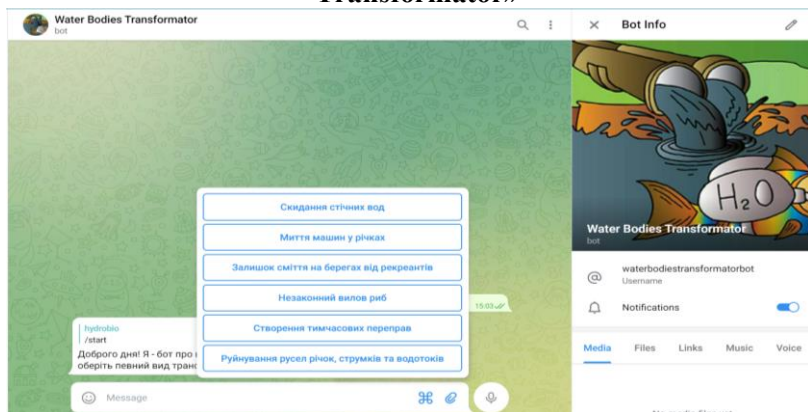 Transformator»
Water Bodies Transformator
bot
Bot Info
H₂O
Water Bodies Transformator
bot
waterbodiestransformatorbot
Username
Notifications
Media Files Links Music Voice
Скидання стічних вод
Миття машин у річках
Залишок сміття на берегах від рекреантів
Незаконний вилов риб
Створення тимчасових переправ
Руйнування русел річок, струмків та водотоків
15:03
hydrobio
/start
Доброго дня! Я - бот про
оберіть певний вид
Message